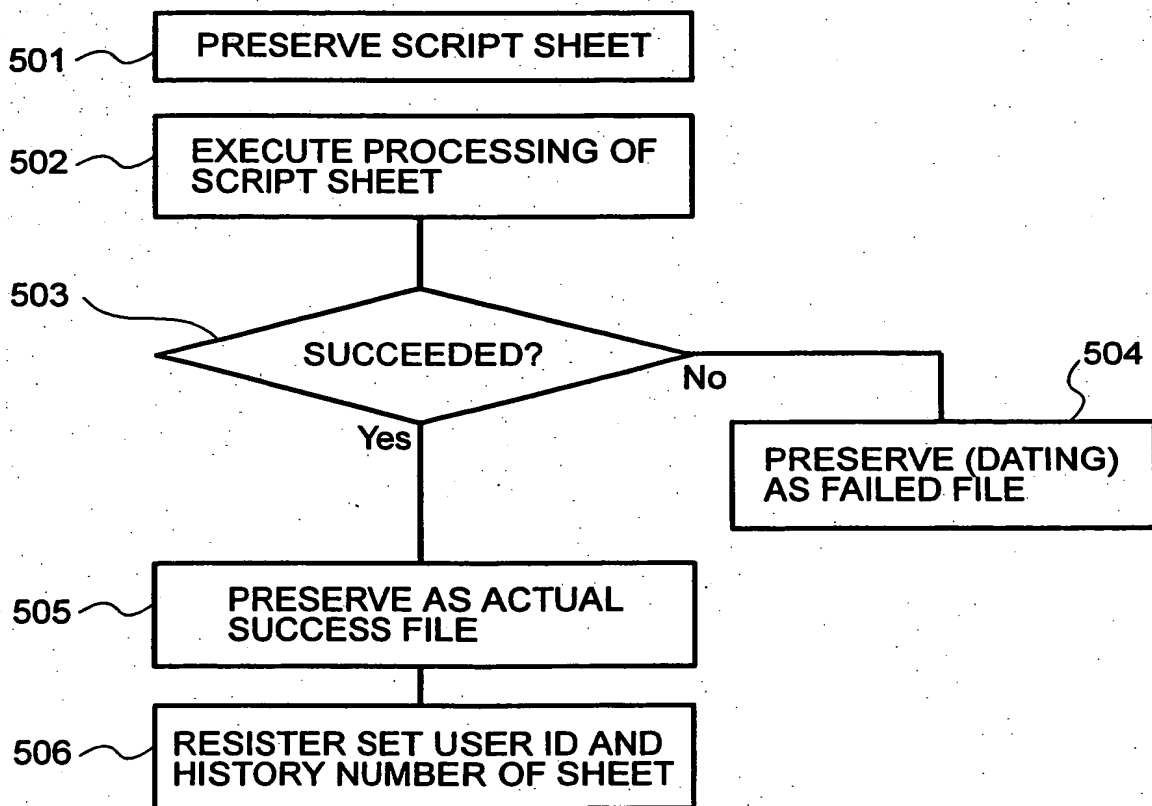 501
PRESERVE SCRIPT SHEET
502
EXECUTE PROCESSING OF
SCRIPT SHEET
503
SUCCEEDED?
No
504
Yes
PRESERVE (DATING)
AS FAILED FILE
505
PRESERVE AS ACTUAL
SUCCESS FILE
506
RESISTER SET USER ID AND
HISTORY NUMBER OF SHEET